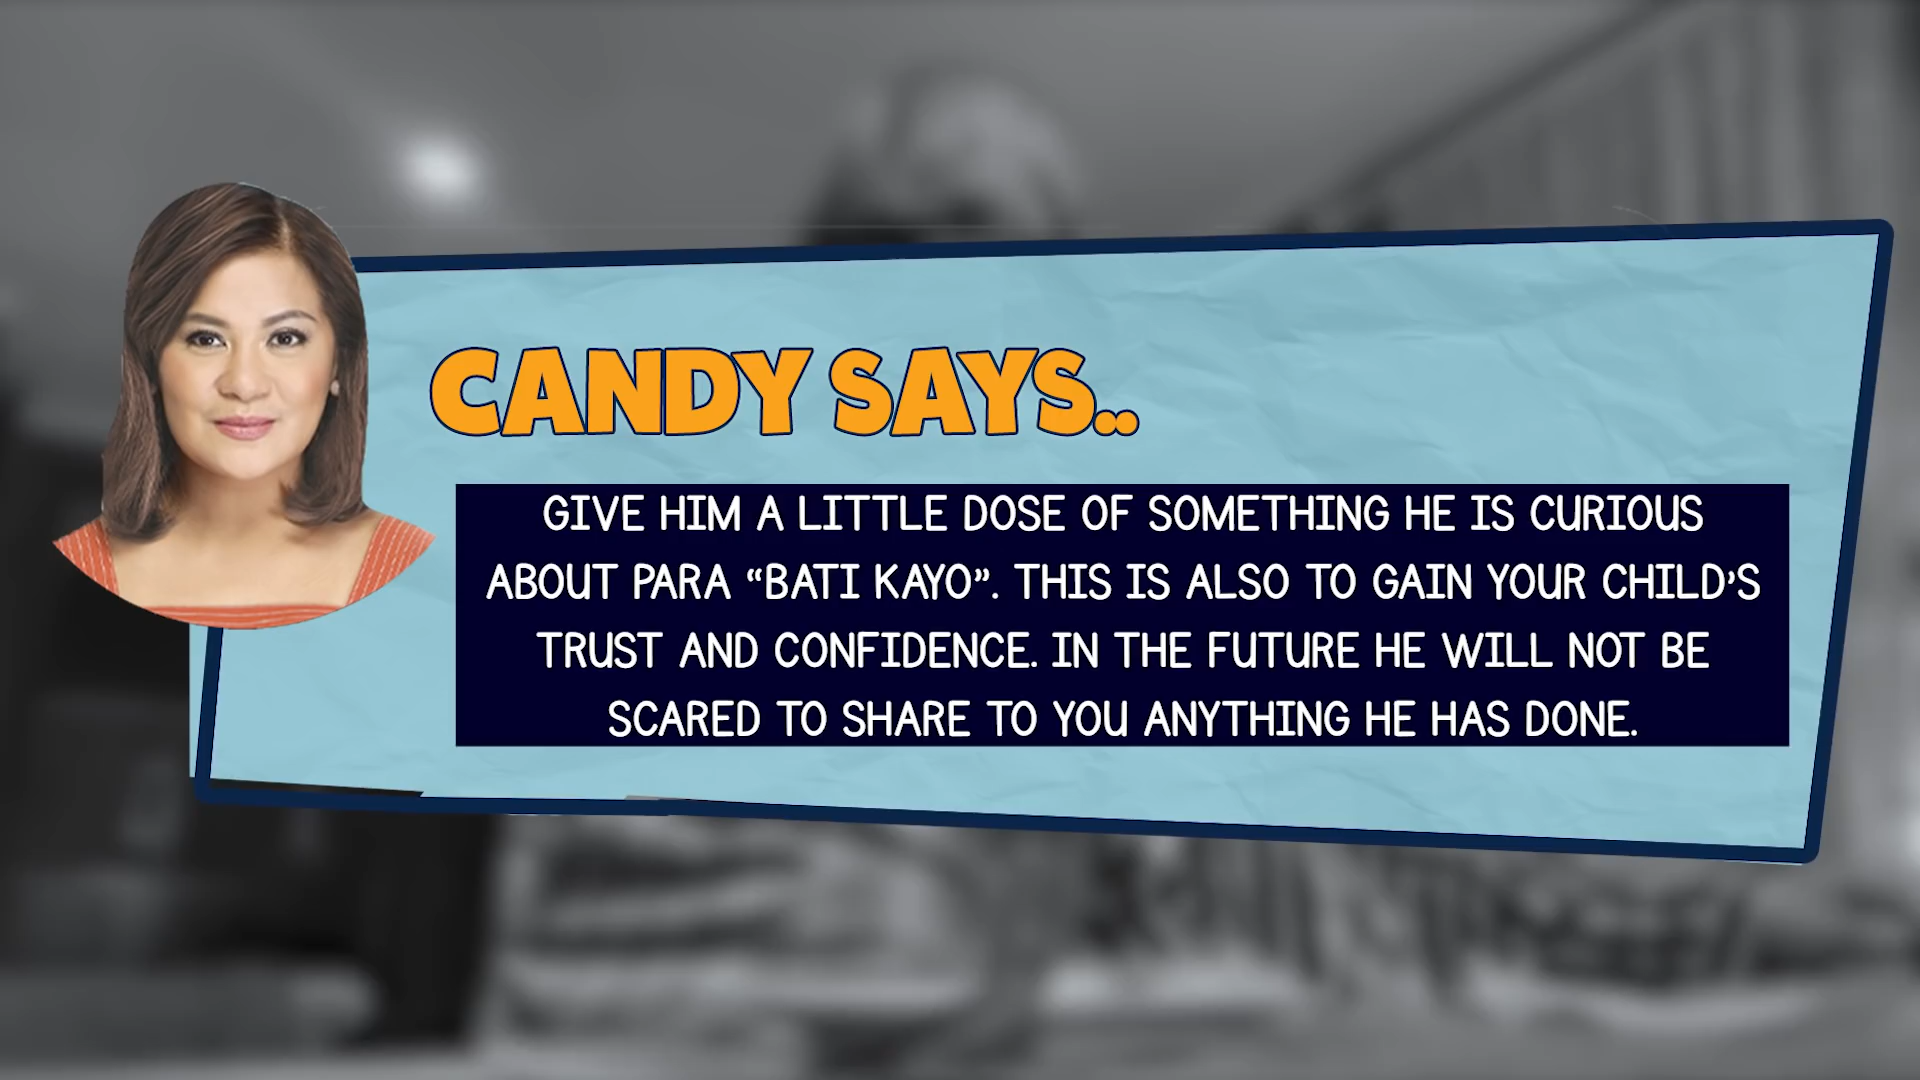 CANDY SAYS..
GIVE HIM A LITTLE DOSE OF SOMETHING HE IS CURIOUS
ABOUT PARA “BATI KAYO”. THIS IS ALSO TO GAIN YOUR CHILD’S
TRUST AND CONFIDENCE. IN THE FUTURE HE WILL NOT BE
SCARED TO SHARE TO YOU ANYTHING HE HAS DONE.